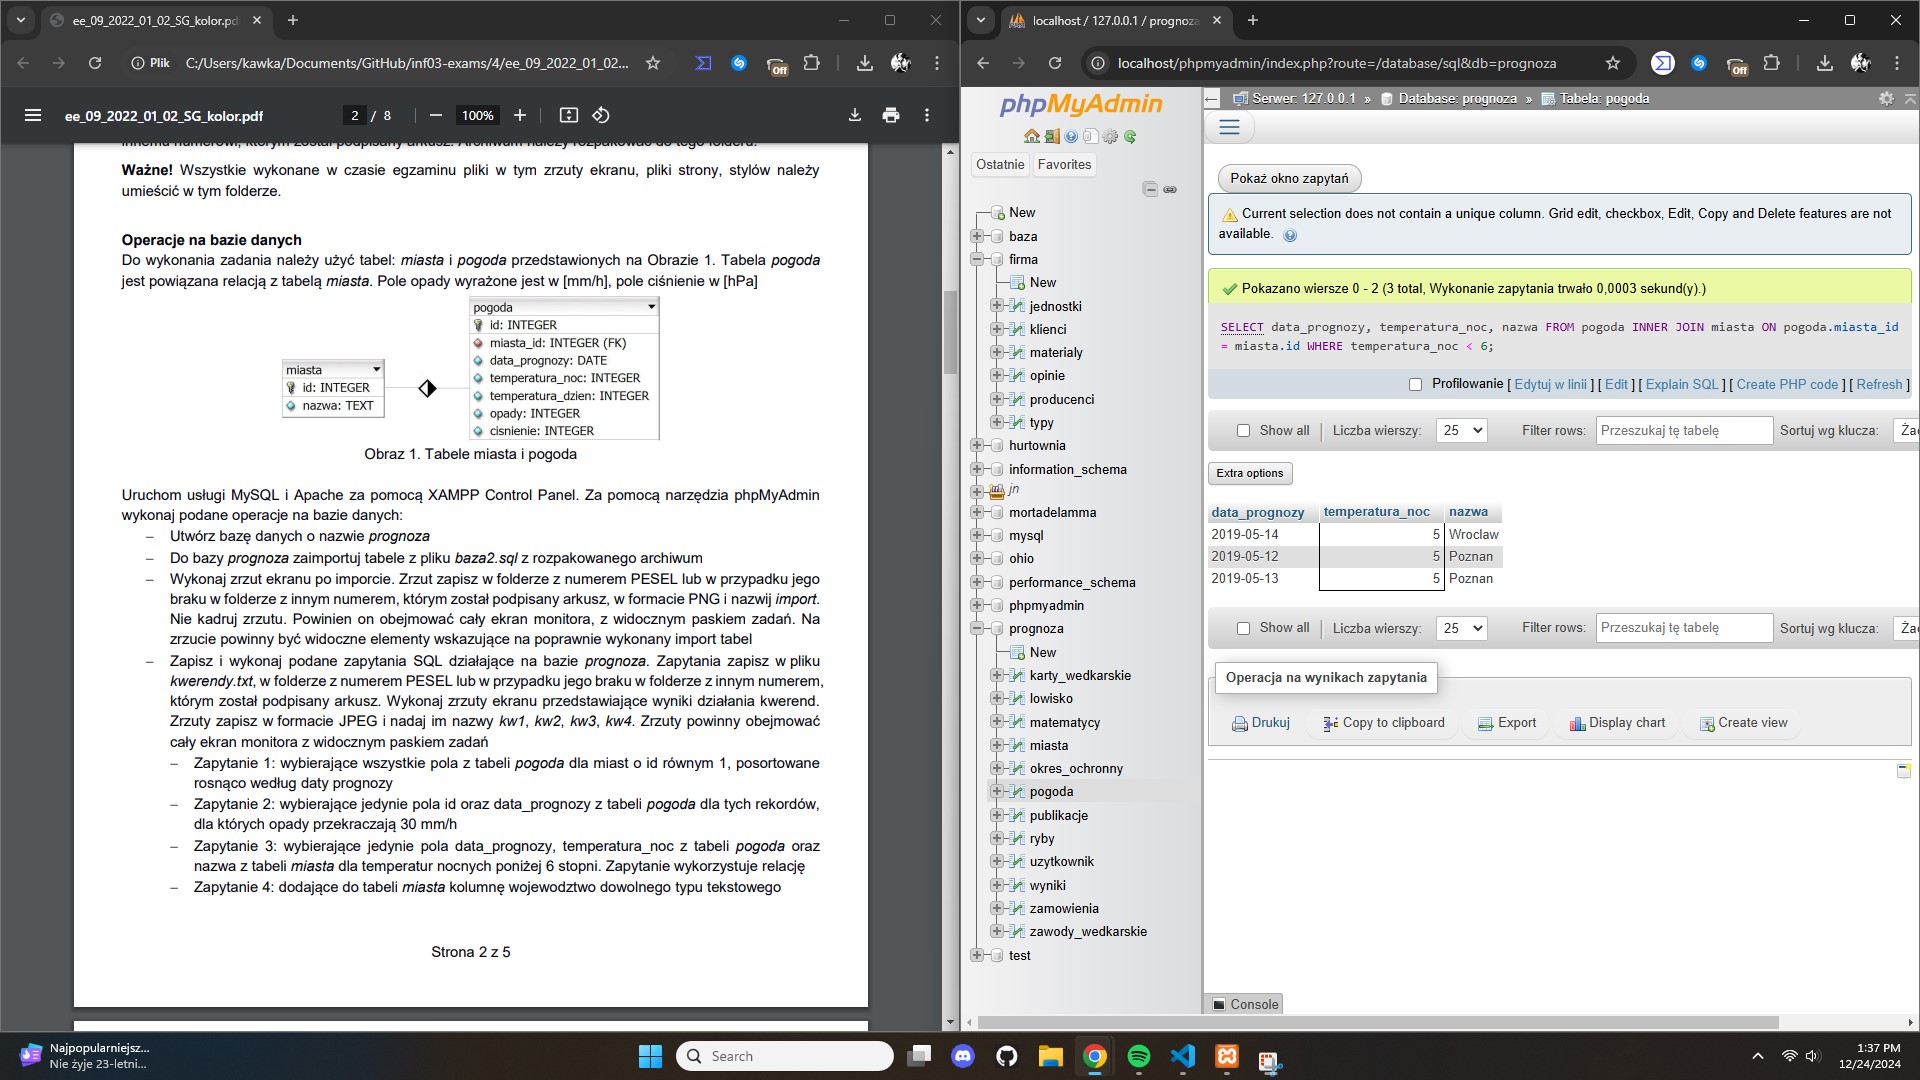 ee_09_2022_01_02_SG_kolor.pdf
Plik
C:/Users/kawka/Documents/GitHub/inf03-exams/4/ee_09_2022_01_02...
Off
ee_09_2022_01_02_SG_kolor.pdf
2 / 8
100%
innemu numerowi, którym został podpisany arkusz. Archiwum należy rozpakować do tego folderu.
Ważne! Wszystkie wykonane w czasie egzaminu pliki w tym zrzuty ekranu, pliki strony, stylów należy
umieścić w tym folderze.
Operacje na bazie danych
Do wykonania zadania należy użyć tabel: miasta i pogoda przedstawionych na Obrazie 1. Tabela pogoda
jest powiązana relacją z tabelą miasta. Pole opady wyrażone jest w [mm/h], pole ciśnienie w [hPa]
miasta
id: INTEGER
nazwa: TEXT
pogoda
id: INTEGER
miasta_id: INTEGER (FK)
data_prognozy: DATE
temperatura_noc: INTEGER
temperatura_dzien: INTEGER
opady: INTEGER
cisnienie: INTEGER
Obraz 1. Tabele miasta i pogoda
Uruchom usługi MySQL i Apache za pomocą XAMPP Control Panel. Za pomocą narzędzia phpMyAdmin
wykonaj podane operacje na bazie danych:
– Utwórz bazę danych o nazwie prognoza
– Do bazy prognoza zaimportuj tabele z pliku baza2.sql z rozpakowanego archiwum
– Wykonaj zrzut ekranu po imporcie. Zrzut zapisz w folderze z numerem PESEL lub w przypadku jego
braku w folderze z innym numerem, którym został podpisany arkusz, w formacie PNG i nazwij import.
Nie kadruj zrzutu. Powinien on obejmować cały ekran monitora, z widocznym paskiem zadań. Na
zrzucie powinny być widoczne elementy wskazujące na poprawnie wykonany import tabel
– Zapisz i wykonaj podane zapytania SQL działające na bazie prognoza. Zapytania zapisz w pliku
kwerendy.txt, w folderze z numerem PESEL lub w przypadku jego braku w folderze z innym numerem,
którym został podpisany arkusz. Wykonaj zrzuty ekranu przedstawiające wyniki działania kwerend.
Zrzuty zapisz w formacie JPEG i nadaj im nazwy kw1, kw2, kw3, kw4. Zrzuty powinny obejmować
cały ekran monitora z widocznym paskiem zadań
– Zapytanie 1: wybierające wszystkie pola z tabeli pogoda dla miast o id równym 1, posortowane
rosnąco według daty prognozy
– Zapytanie 2: wybierające jedynie pola id oraz data_prognozy z tabeli pogoda dla tych rekordów,
dla których opady przekraczają 30 mm/h
– Zapytanie 3: wybierające jedynie pola data_prognozy, temperatura_noc z tabeli pogoda oraz
nazwa z tabeli miasta dla temperatur nocnych poniżej 6 stopni. Zapytanie wykorzystuje relację
– Zapytanie 4: dodające do tabeli miasta kolumnę wojewodztwo dowolnego typu tekstowego
Strona 2 z 5
localhost / 127.0.0.1 / prognoza
localhost/phpmyadmin/index.php?route=/database/sql&db=prognoza
Off
phpMyAdmin
Ostatnie
Favorites
New
baza
firma
New
jednostki
klienci
materialy
opinie
producenci
typy
hurtownia
information_schema
jn
mortadelamma
mysql
ohio
performance_schema
phpmyadmin
prognoza
New
karty_wedkarskie
lowisko
matematycy
miasta
okres_ochronny
pogoda
publikacje
ryby
uzytkownik
wyniki
zamowienia
zawody_wedkarskie
test
Serwer: 127.0.0.1 » Database: prognoza » Tabela: pogoda
Pokaż okno zapytań
Current selection does not contain a unique column. Grid edit, checkbox, Edit, Copy and Delete features are not
available.
Pokazano wiersze 0 - 2 (3 total, Wykonanie zapytania trwało 0,0003 sekund(y).)
SELECT data_prognozy, temperatura_noc, nazwa FROM pogoda INNER JOIN miasta ON pogoda.miasta_id
= miasta.id WHERE temperatura_noc < 6;
Profilowanie [ Edytuj w linii ] [ Edit ] [ Explain SQL ] [ Create PHP code ] [ Refresh ]
Show all
Liczba wierszy:
25
Filter rows:
Przeszukaj tę tabelę
Sortuj wg klucza:
Ża
Extra options
data_prognozy temperatura_noc nazwa
2019-05-14 5 Wroclaw
2019-05-12 5 Poznan
2019-05-13 5 Poznan
Show all
Liczba wierszy:
25
Filter rows:
Przeszukaj tę tabelę
Sortuj wg klucza:
Ża
Operacja na wynikach zapytania
Drukuj
Copy to clipboard
Export
Display chart
Create view
Console
Najpopularniejsz...
Nie żyje 23-letni...
Search
1:37 PM
12/24/2024